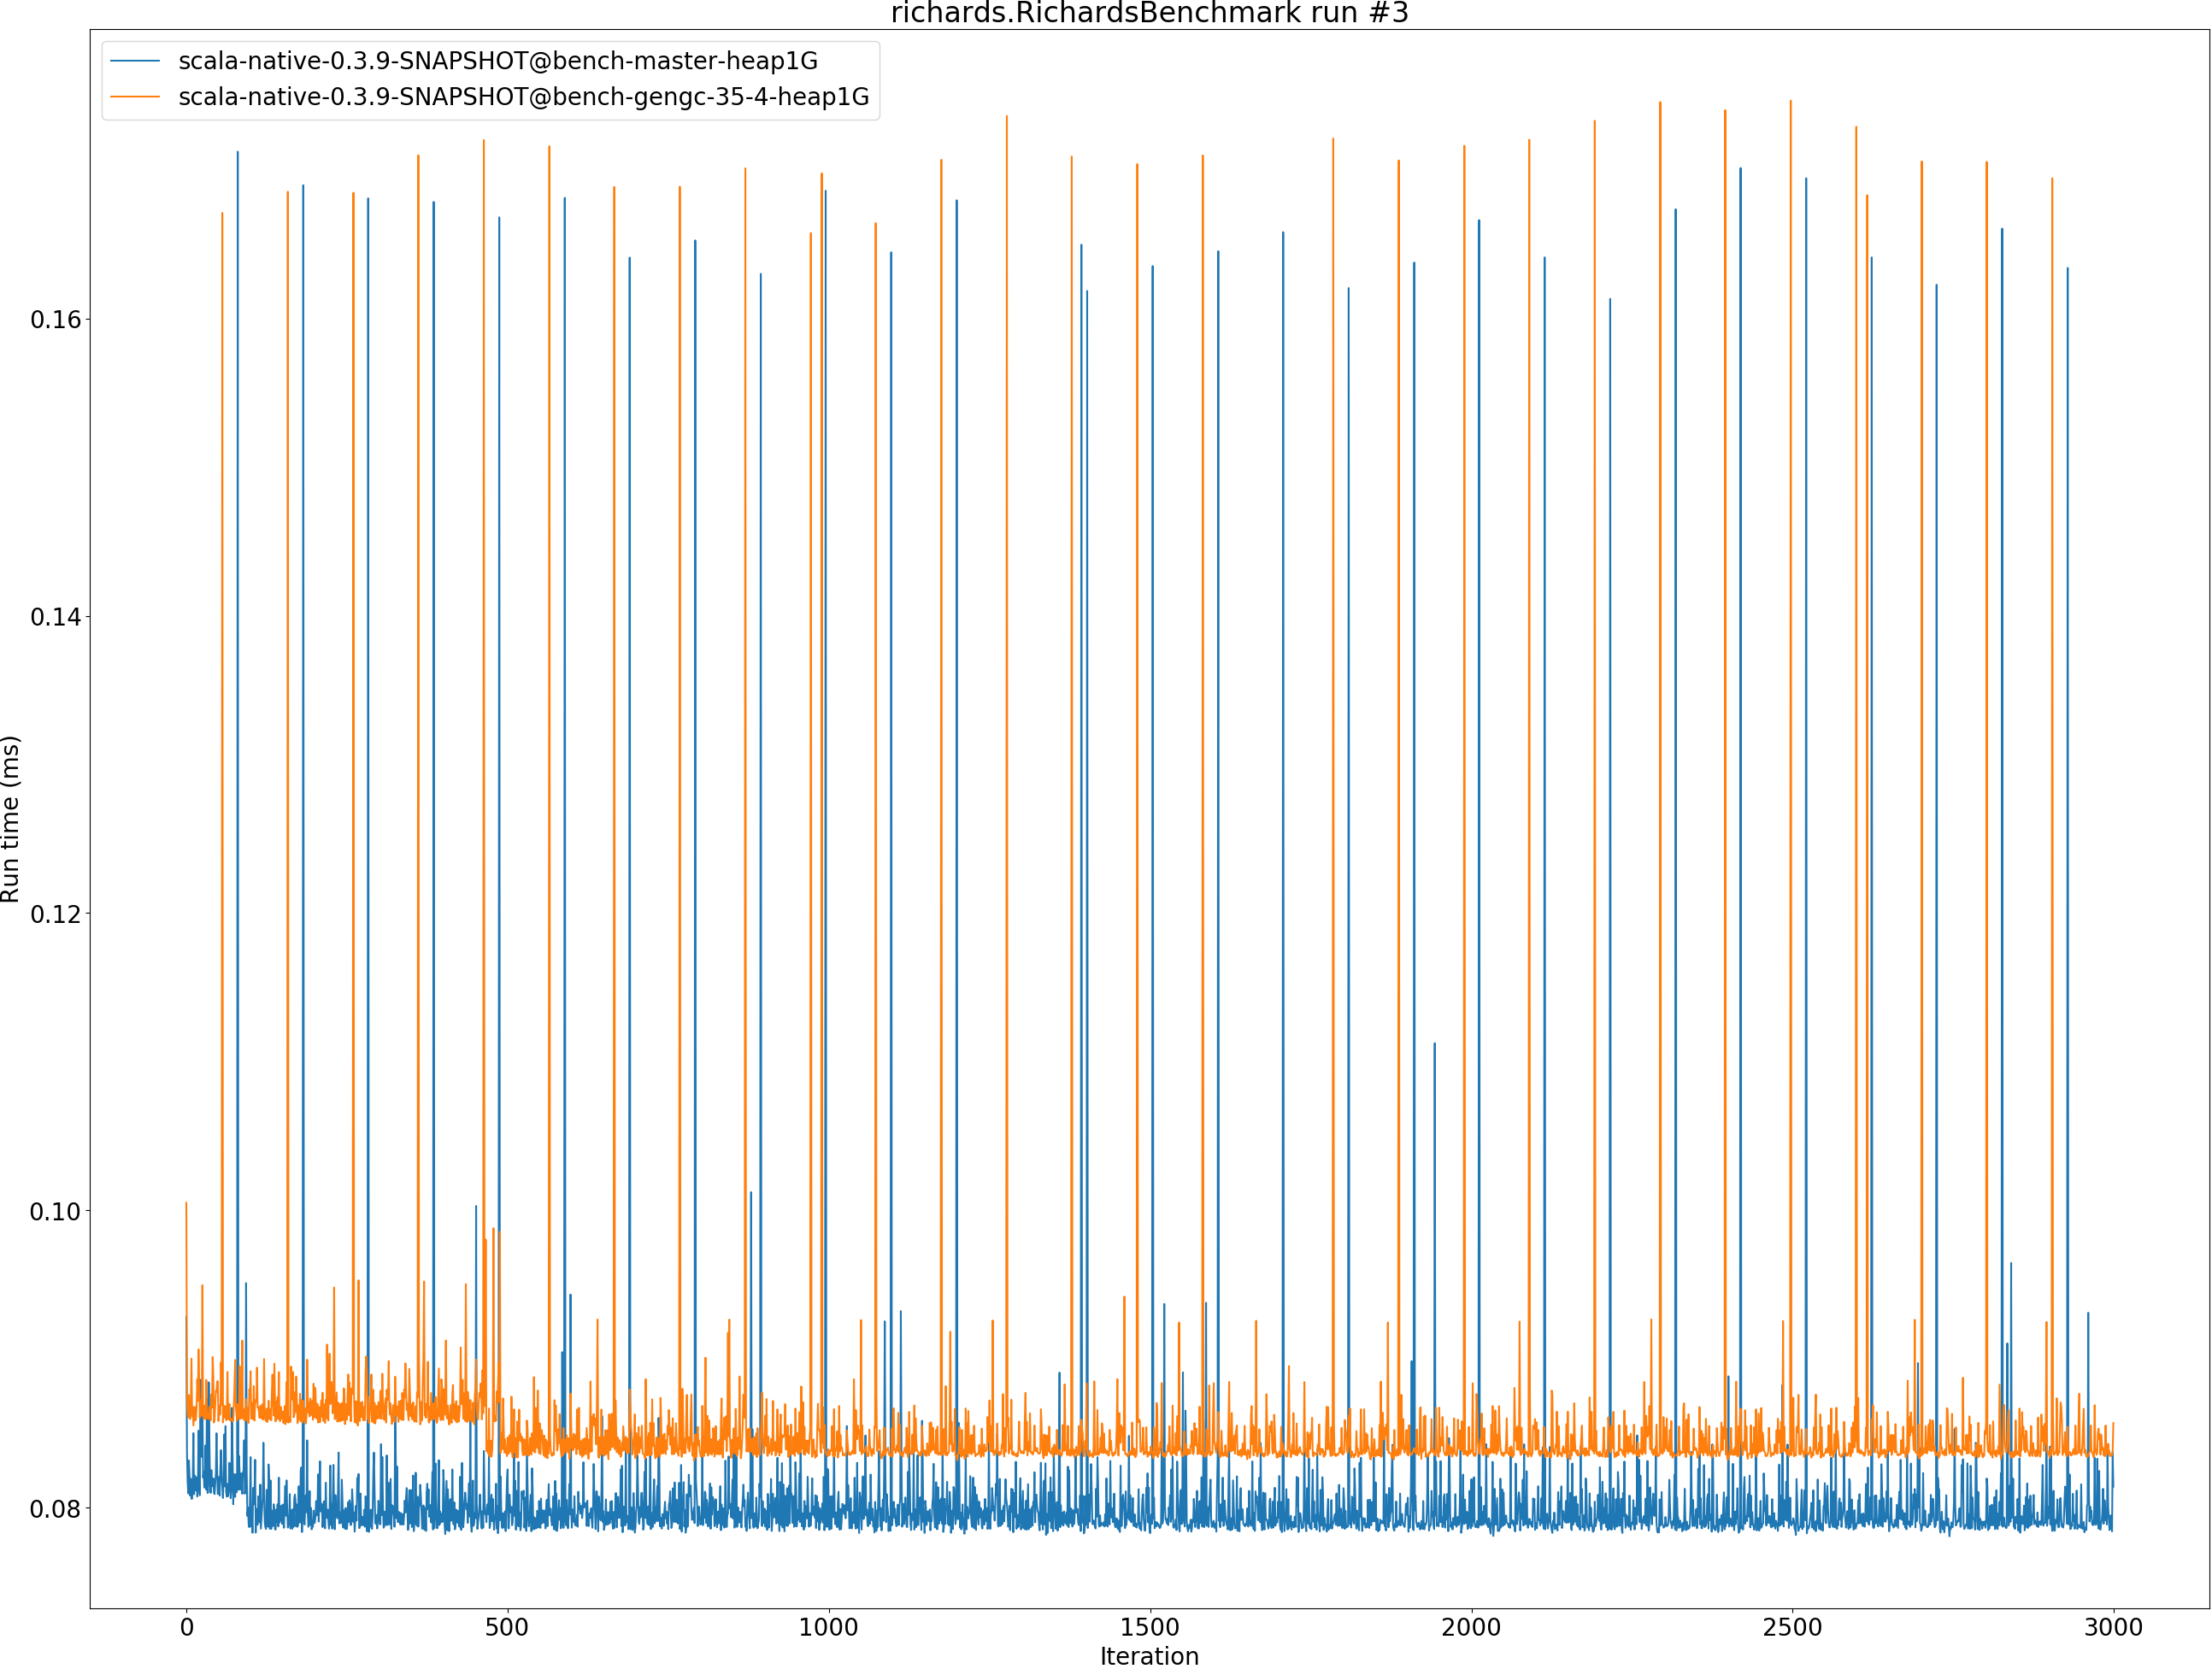 richards.RichardsBenchmark run #3
scala-native-0.3.9-SNAPSHOT@bench-master-heap1G
scala-native-0.3.9-SNAPSHOT@bench-gengc-35-4-heap1G
Run time (ms)
0.16
0.14
0.12
0.10
0.08
0 500 1000 1500 2000 2500 3000
Iteration